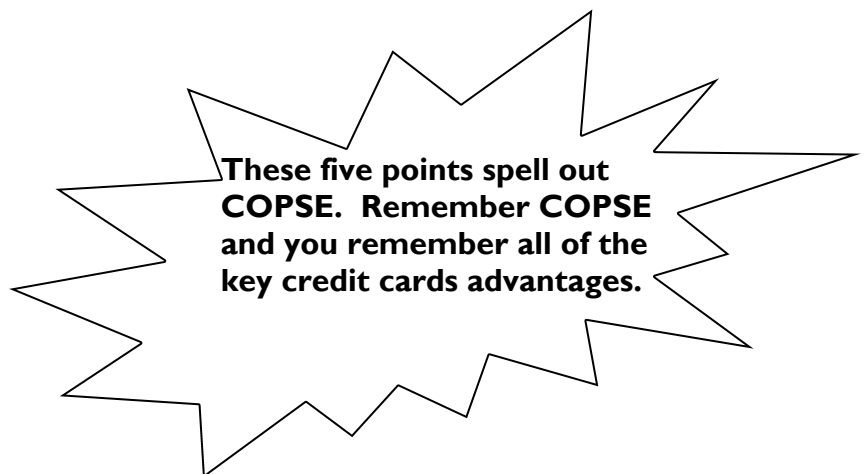 These five points spell out
COPSE.  Remember COPSE
and you remember all of the
key credit cards advantages.